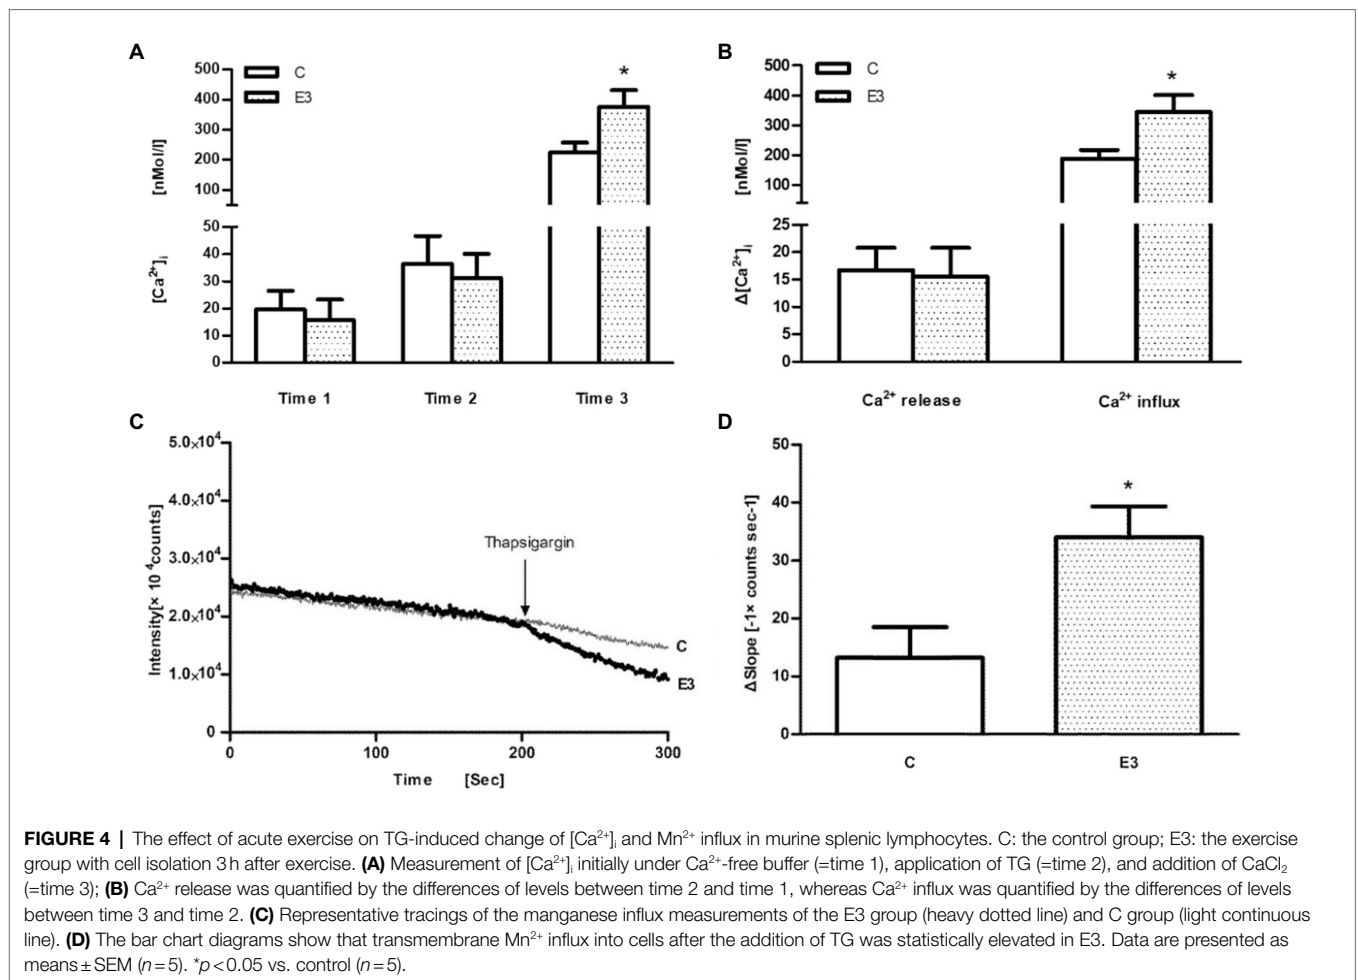 A
500
400
300
200
100
[nMol/l]
50
40
30
20
10
0
[Ca²⁺]ᵢ
C
E3
*
Time 1 Time 2 Time 3
B
500
400
300
200
100
[nMol/l]
25
20
15
10
5
0
Δ[Ca²⁺]ᵢ
C
E3
*
Ca²⁺ release Ca²⁺ influx
C
5.0×10⁴
4.0×10⁴
3.0×10⁴
2.0×10⁴
1.0×10⁴
0
Intensity[× 10 ⁴counts]
Thapsigargin
C
E3
0 100 200 300
Time [Sec]
D
50
40
30
20
10
0
ΔSlope [-1× counts sec-1]
*
C E3
FIGURE 4 | The effect of acute exercise on TG-induced change of [Ca²⁺]ᵢ and Mn²⁺ influx in murine splenic lymphocytes. C: the control group; E3: the exercise
group with cell isolation 3 h after exercise. (A) Measurement of [Ca²⁺]ᵢ initially under Ca²⁺-free buffer (=time 1), application of TG (=time 2), and addition of CaCl₂
(=time 3); (B) Ca²⁺ release was quantified by the differences of levels between time 2 and time 1, whereas Ca²⁺ influx was quantified by the differences of levels
between time 3 and time 2. (C) Representative tracings of the manganese influx measurements of the E3 group (heavy dotted line) and C group (light continuous
line). (D) The bar chart diagrams show that transmembrane Mn²⁺ influx into cells after the addition of TG was statistically elevated in E3. Data are presented as
means ± SEM (n = 5). *p < 0.05 vs. control (n = 5).